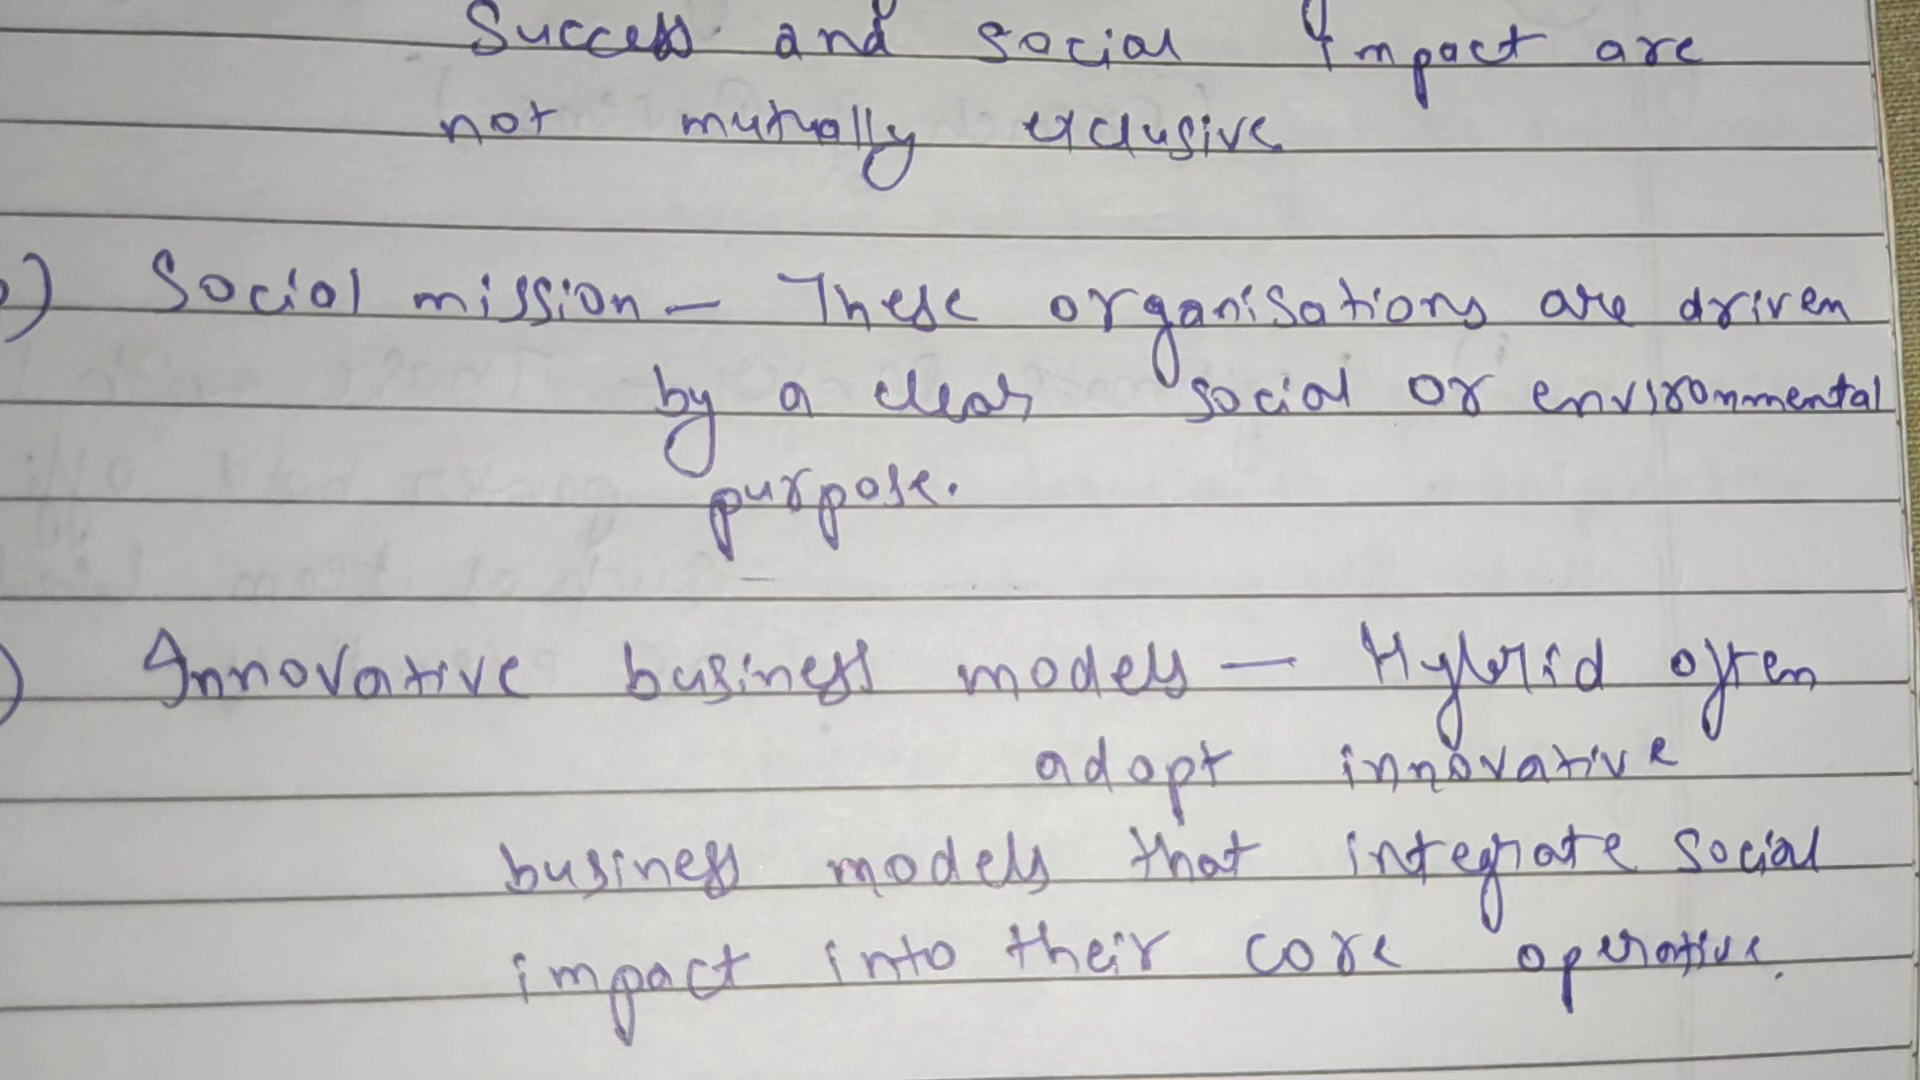 Success and social Impact are
not mutually exclusive
) Social mission - These organisations are driven
by a clear social or environmental
purpose.
) Innovative business models - Hybrid often
adopt innovative
business models that integrate social
impact into their core operative.